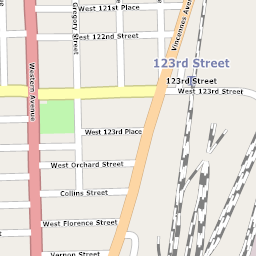 West 121st Place
Gregory Street
Vincennes Avenue
West 122nd Street
123rd Street
123rd Street
West 123rd Street
Western Avenue
West 123rd Place
West Orchard Street
Collins Street
West Florence Street
Vernon Street